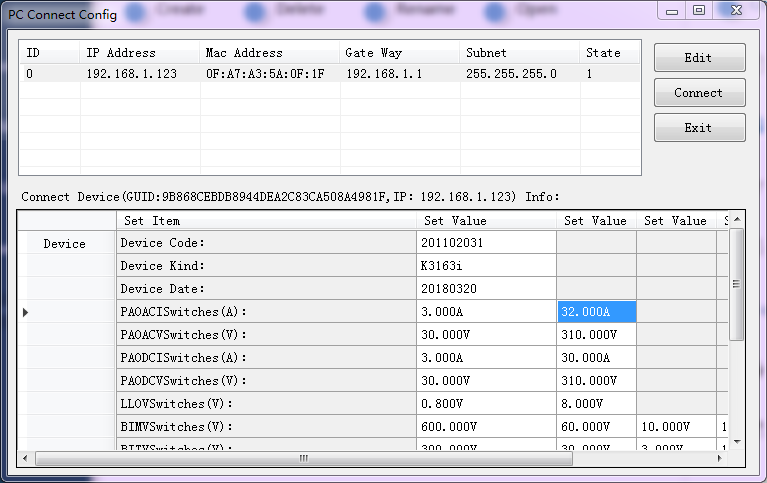 Create Delete Rename Open
PC Connect Config
ID IP Address Mac Address Gate Way Subnet State
0 192.168.1.123 0F:A7:A3:5A:0F:1F 192.168.1.1 255.255.255.0 1
Edit
Connect
Exit
Connect Device(GUID:9B868CEBDB8944DEA2C83CA508A4981F,IP: 192.168.1.123) Info:
Set Item Set Value Set Value Set Value
Device Device Code: 201102031
Device Kind: K3163i
Device Date: 20180320
PAOACISwitches(A): 3.000A 32.000A
PAOACVSwitches(V): 30.000V 310.000V
PAODCISwitches(A): 3.000A 30.000A
PAODCVSwitches(V): 30.000V 310.000V
LLOVSwitches(V): 0.800V 8.000V
BIMVSwitches(V): 600.000V 60.000V 10.000V 1
BITVSwitches(V): 300.000V 30.000V 3.000V